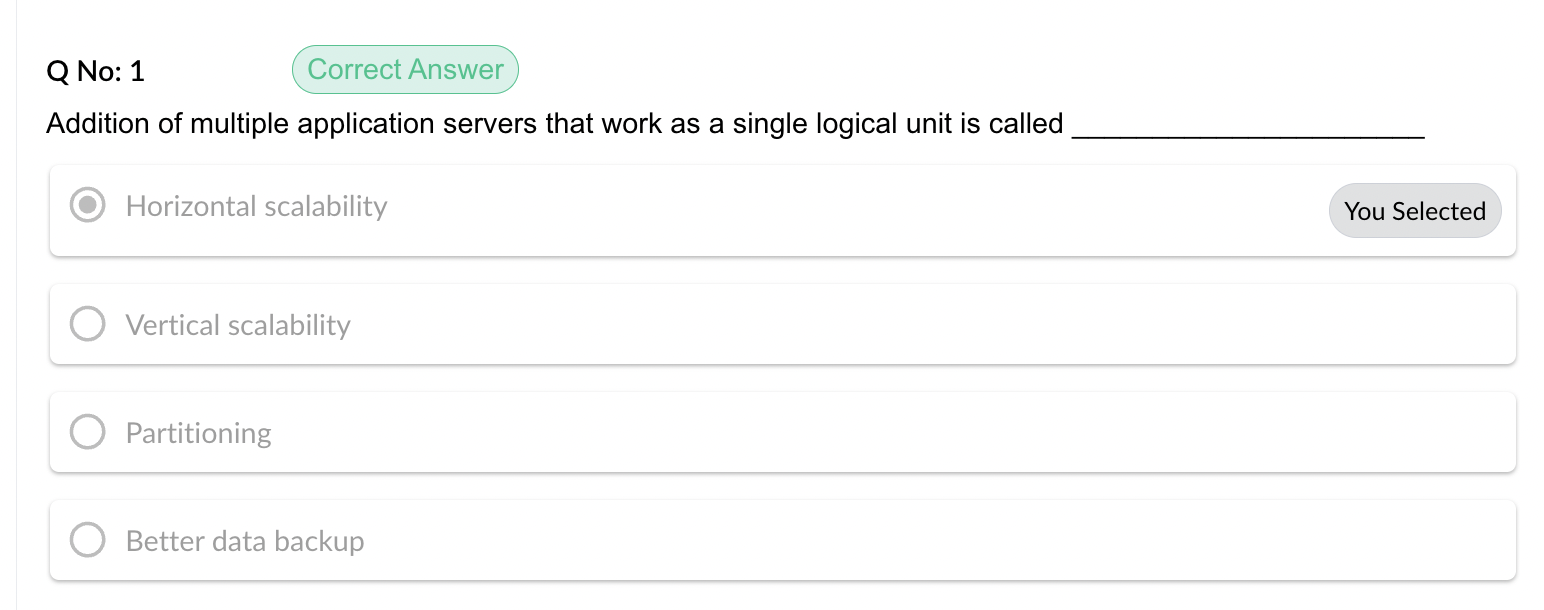 Q No: 1 Correct Answer
Addition of multiple application servers that work as a single logical unit is called ________________________
Horizontal scalability You Selected
Vertical scalability
Partitioning
Better data backup